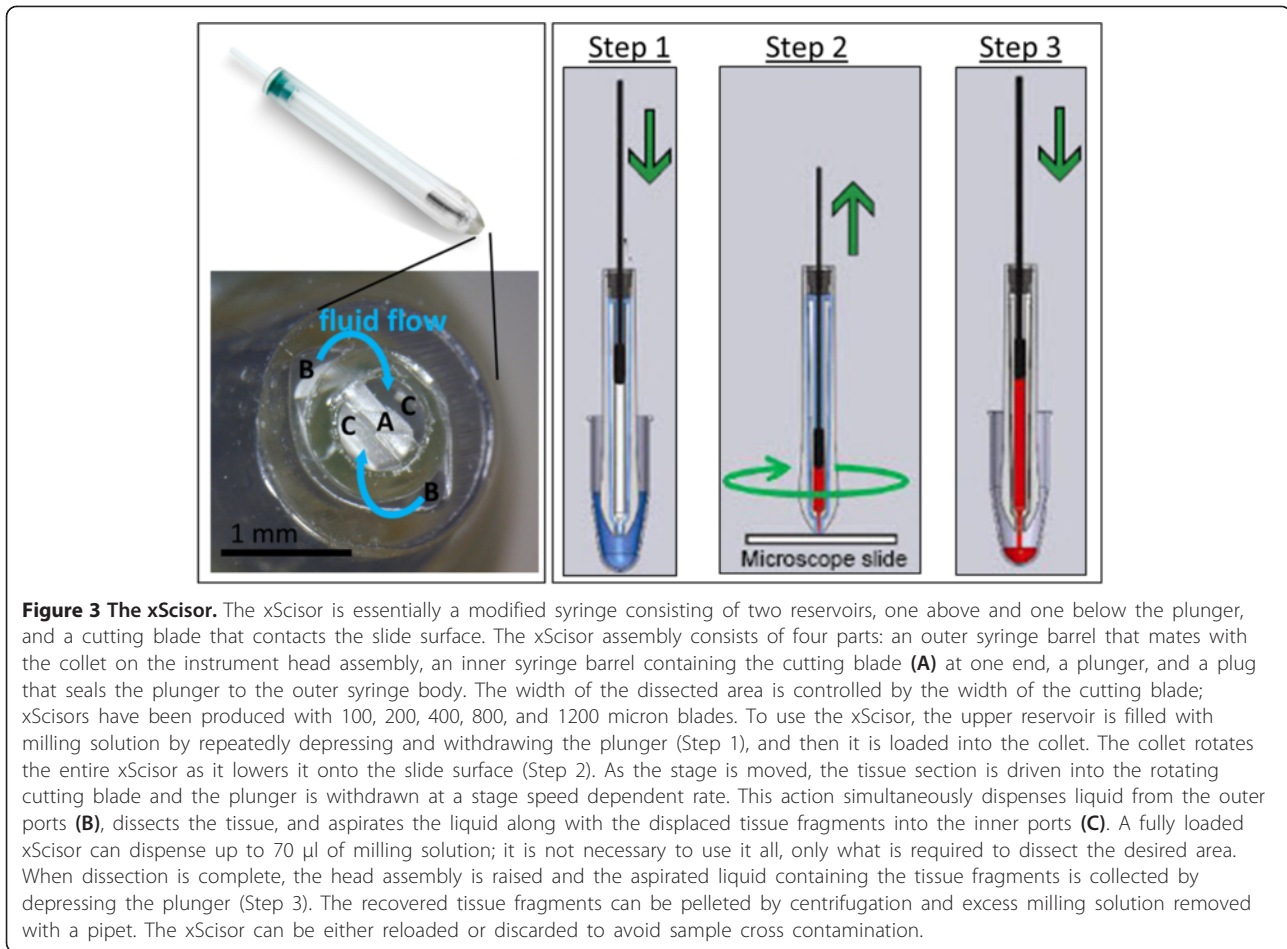 Step 1
Step 2
Step 3
fluid flow
B
C
C
A
B
1 mm
Microscope slide
Figure 3 The xScisor. The xScisor is essentially a modified syringe consisting of two reservoirs, one above and one below the plunger,
and a cutting blade that contacts the slide surface. The xScisor assembly consists of four parts: an outer syringe barrel that mates with
the collet on the instrument head assembly, an inner syringe barrel containing the cutting blade (A) at one end, a plunger, and a plug
that seals the plunger to the outer syringe body. The width of the dissected area is controlled by the width of the cutting blade;
xScisors have been produced with 100, 200, 400, 800, and 1200 micron blades. To use the xScisor, the upper reservoir is filled with
milling solution by repeatedly depressing and withdrawing the plunger (Step 1), and then it is loaded into the collet. The collet rotates
the entire xScisor as it lowers it onto the slide surface (Step 2). As the stage is moved, the tissue section is driven into the rotating
cutting blade and the plunger is withdrawn at a stage speed dependent rate. This action simultaneously dispenses liquid from the outer
ports (B), dissects the tissue, and aspirates the liquid along with the displaced tissue fragments into the inner ports (C). A fully loaded
xScisor can dispense up to 70 μl of milling solution; it is not necessary to use it all, only what is required to dissect the desired area.
When dissection is complete, the head assembly is raised and the aspirated liquid containing the tissue fragments is collected by
depressing the plunger (Step 3). The recovered tissue fragments can be pelleted by centrifugation and excess milling solution removed
with a pipet. The xScisor can be either reloaded or discarded to avoid sample cross contamination.